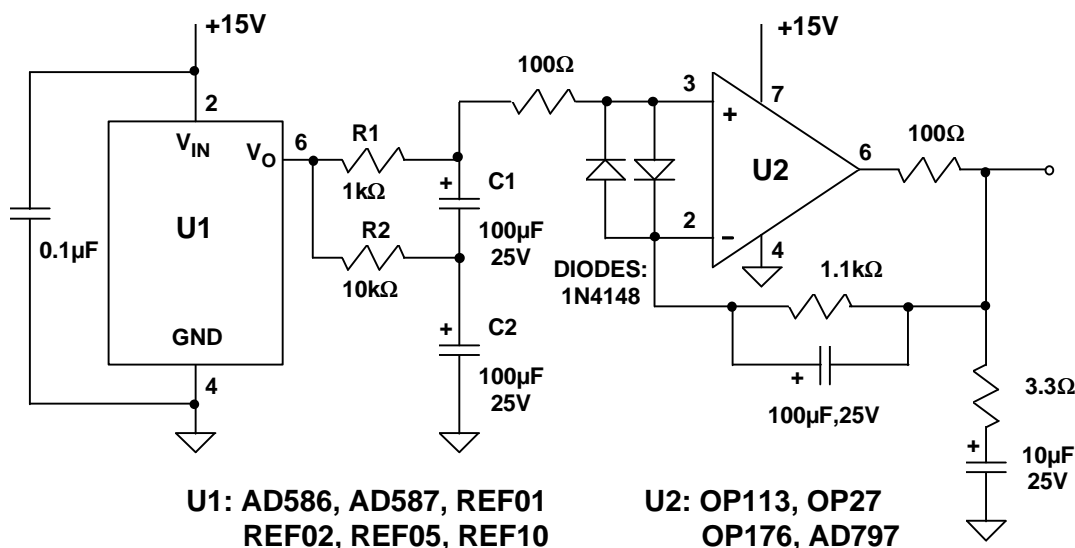 +15V
+15V
2
V_IN
V_O
6
U1
0.1µF
GND
4
R1
1kΩ
R2
10kΩ
+
C1
100µF
25V
+
C2
100µF
25V
100Ω
3
+
7
U2
2
–
4
6
100Ω
DIODES:
1N4148
1.1kΩ
+
100µF,25V
3.3Ω
+
10µF
25V
U1: AD586, AD587, REF01
REF02, REF05, REF10
U2: OP113, OP27
OP176, AD797